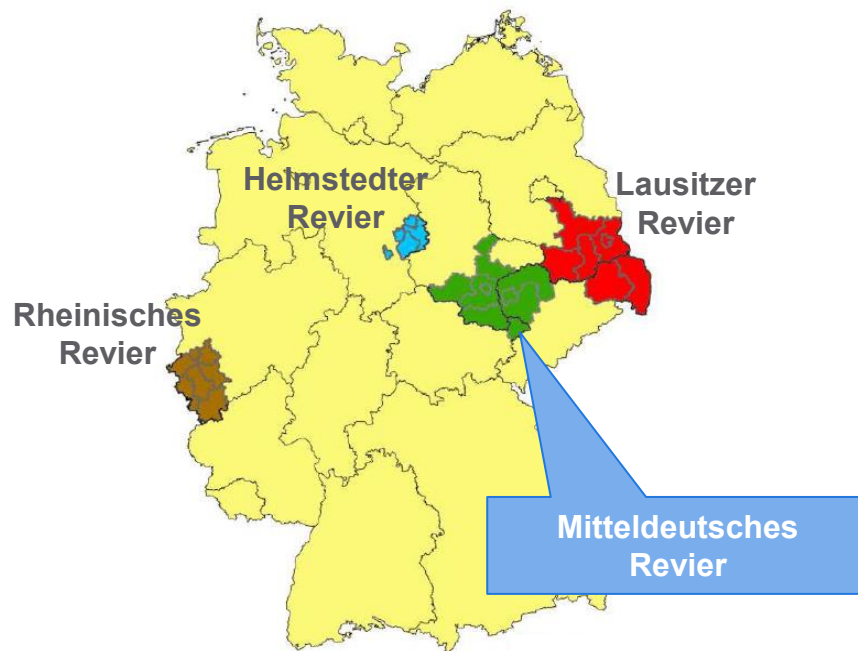 Helmstedter
Revier
Lausitzer
Revier
Rheinisches
Revier
Mitteldeutsches
Revier